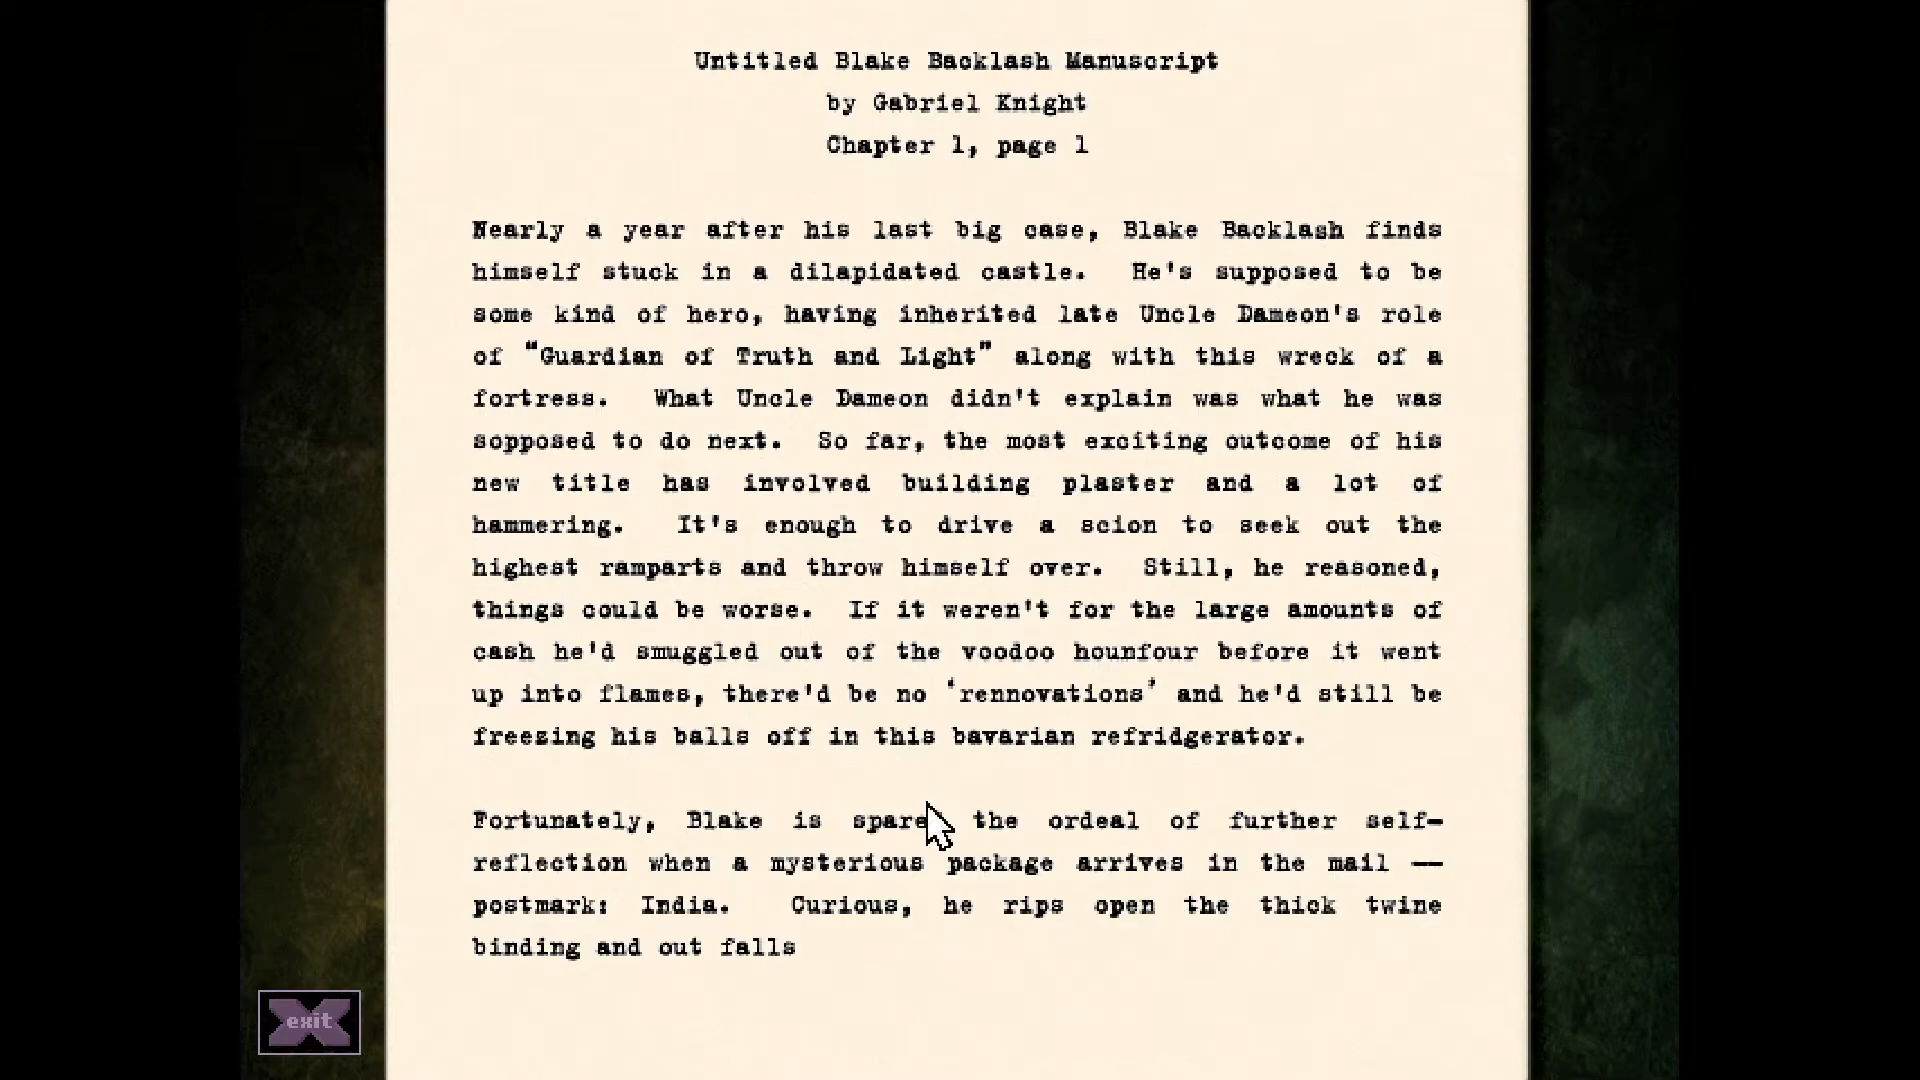 Untitled Blake Backlash Manuscript
by Gabriel Knight
Chapter 1, page 1
Nearly a year after his last big case, Blake Backlash finds
himself stuck in a dilapidated castle. He's supposed to be
some kind of hero, having inherited late Uncle Dameon's role
of "Guardian of Truth and Light" along with this wreck of a
fortress. What Uncle Dameon didn't explain was what he was
sopposed to do next. So far, the most exciting outcome of his
new title has involved building plaster and a lot of
hammering. It's enough to drive a scion to seek out the
highest ramparts and throw himself over. Still, he reasoned,
things could be worse. If it weren't for the large amounts of
cash he'd smuggled out of the voodoo hounfour before it went
up into flames, there'd be no 'rennovations' and he'd still be
freezing his balls off in this bavarian refridgerator.
Fortunately, Blake is the ordeal of further self-
reflection when a mysterious package arrives in the mail --
postmark: India. Curious, he rips open the thick twine
binding and out falls
exit